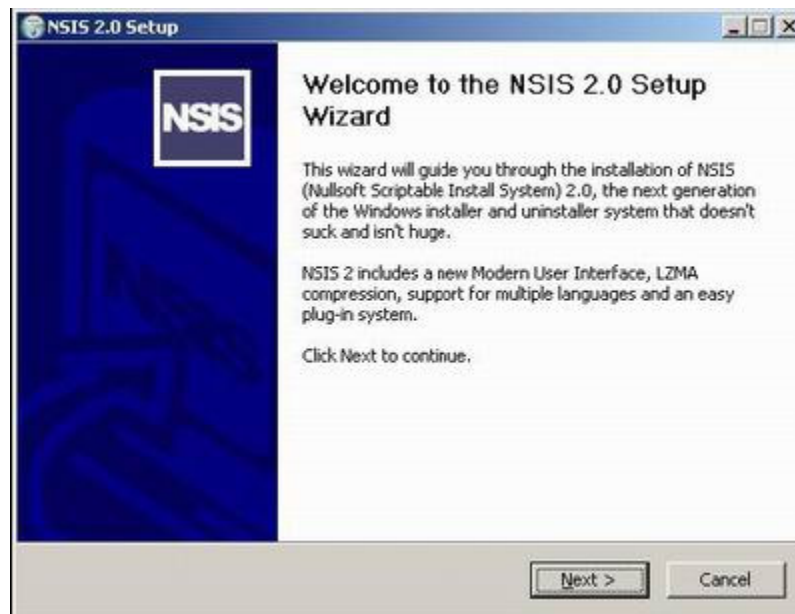 NSIS 2.0 Setup
NSIS
Welcome to the NSIS 2.0 Setup
Wizard
This wizard will guide you through the installation of NSIS
(Nullsoft Scriptable Install System) 2.0, the next generation
of the Windows installer and uninstaller system that doesn't
suck and isn't huge.
NSIS 2 includes a new Modern User Interface, LZMA
compression, support for multiple languages and an easy
plug-in system.
Click Next to continue.
NSIS
Next >
Cancel